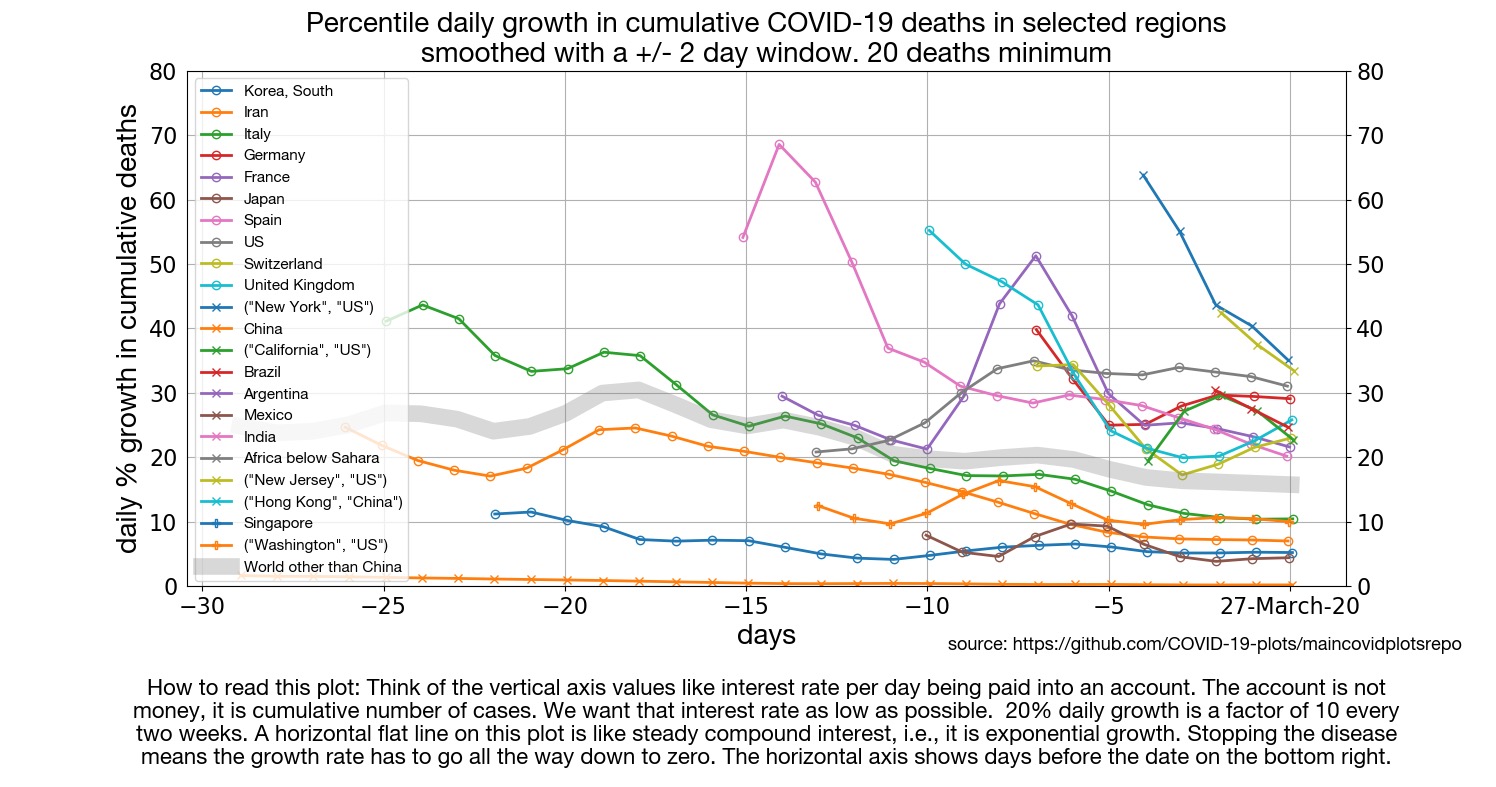 Percentile daily growth in cumulative COVID-19 deaths in selected regions
smoothed with a +/- 2 day window. 20 deaths minimum
daily % growth in cumulative deaths
80
70
60
50
40
30
20
10
0
80
70
60
50
40
30
20
10
0
Korea, South
Iran
Italy
Germany
France
Japan
Spain
US
Switzerland
United Kingdom
("New York", "US")
China
("California", "US")
Brazil
Argentina
Mexico
India
Africa below Sahara
("New Jersey", "US")
("Hong Kong", "China")
Singapore
("Washington", "US")
World other than China
−30 −25 −20 −15 −10 −5 27-March-20
days
source: https://github.com/COVID-19-plots/maincovidplotsrepo
How to read this plot: Think of the vertical axis values like interest rate per day being paid into an account. The account is not
money, it is cumulative number of cases. We want that interest rate as low as possible.  20% daily growth is a factor of 10 every
two weeks. A horizontal flat line on this plot is like steady compound interest, i.e., it is exponential growth. Stopping the disease
means the growth rate has to go all the way down to zero. The horizontal axis shows days before the date on the bottom right.